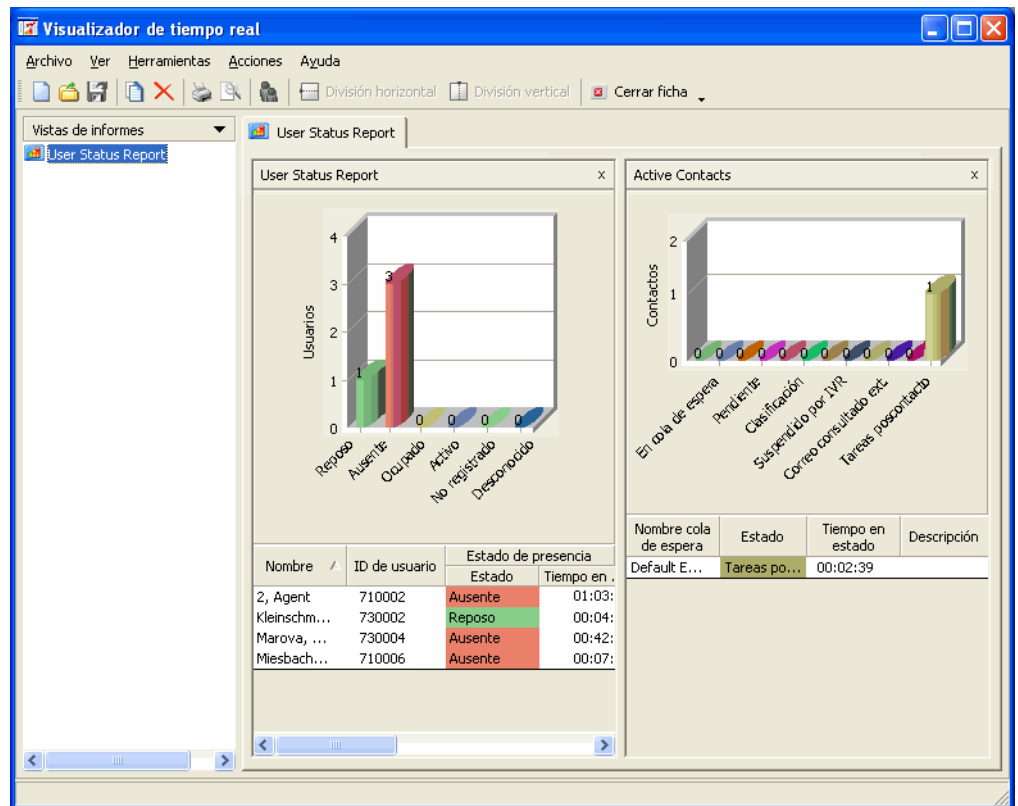 Visualizador de tiempo real
Archivo Ver Herramientas Acciones Ayuda
División horizontal División vertical Cerrar ficha
Vistas de informes
User Status Report
User Status Report
User Status Report x
4
3
2
1
0
Usuarios
1 3 0 0 0 0
Reposo
Ausente
Ocupado
Activo
No registrado
Desconocido
Nombre ID de usuario Estado de presencia
Estado Tiempo en .
2, Agent 710002 Ausente 01:03:
Kleinschm... 730002 Reposo 00:04:
Marova, ... 730004 Ausente 00:42:
Miesbach... 710006 Ausente 00:07:
Active Contacts x
2
1
0
Contactos
0 0 0 0 0 0 0 0 0 0 1
En cola de espera
Pendiente
Clasificación
Suspendido por IVR
Correo consultado ext.
Tareas poscontacto
Nombre cola de espera Estado Tiempo en estado Descripción
Default E... Tareas po... 00:02:39